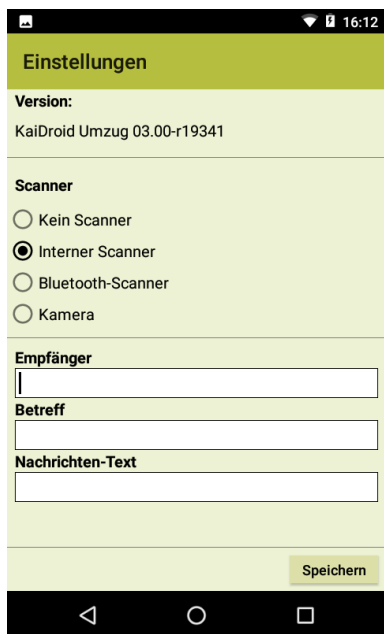 16:12
Einstellungen
Version:
KaiDroid Umzug 03.00-r19341
Scanner
Kein Scanner
Interner Scanner
Bluetooth-Scanner
Kamera
Empfänger
Betreff
Nachrichten-Text
Speichern